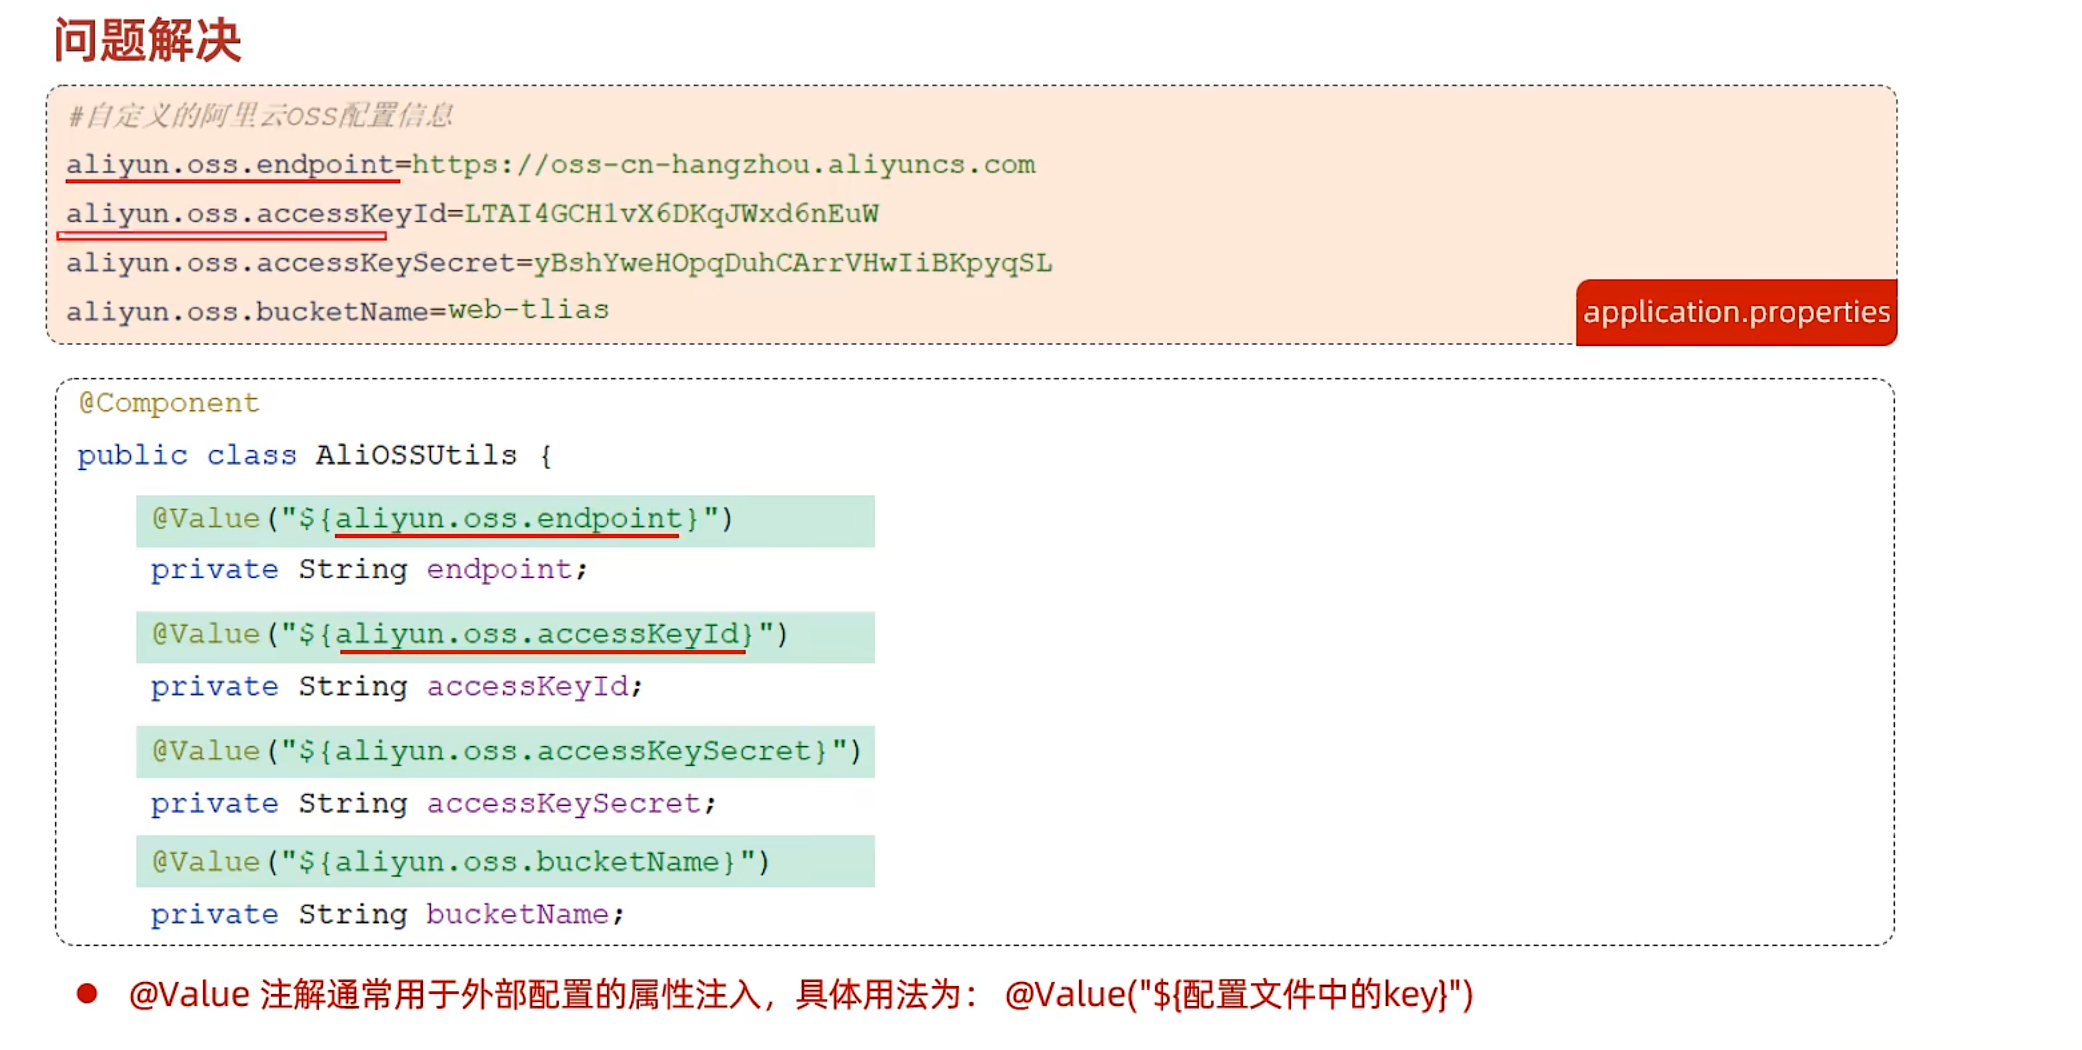 问题解决
#自定义的阿里云OSS配置信息
aliyun.oss.endpoint=https://oss-cn-hangzhou.aliyuncs.com
aliyun.oss.accessKeyId=LTAI4GCH1vX6DKqJWxd6nEuW
aliyun.oss.accessKeySecret=yBshYweHOpqDuhCArrVHwIiBKpyqSL
aliyun.oss.bucketName=web-tlias
application.properties
@Component
public class AliOSSUtils {
@Value("${aliyun.oss.endpoint}")
private String endpoint;
@Value("${aliyun.oss.accessKeyId}")
private String accessKeyId;
@Value("${aliyun.oss.accessKeySecret}")
private String accessKeySecret;
@Value("${aliyun.oss.bucketName}")
private String bucketName;
● @Value 注解通常用于外部配置的属性注入，具体用法为： @Value("${配置文件中的key}")